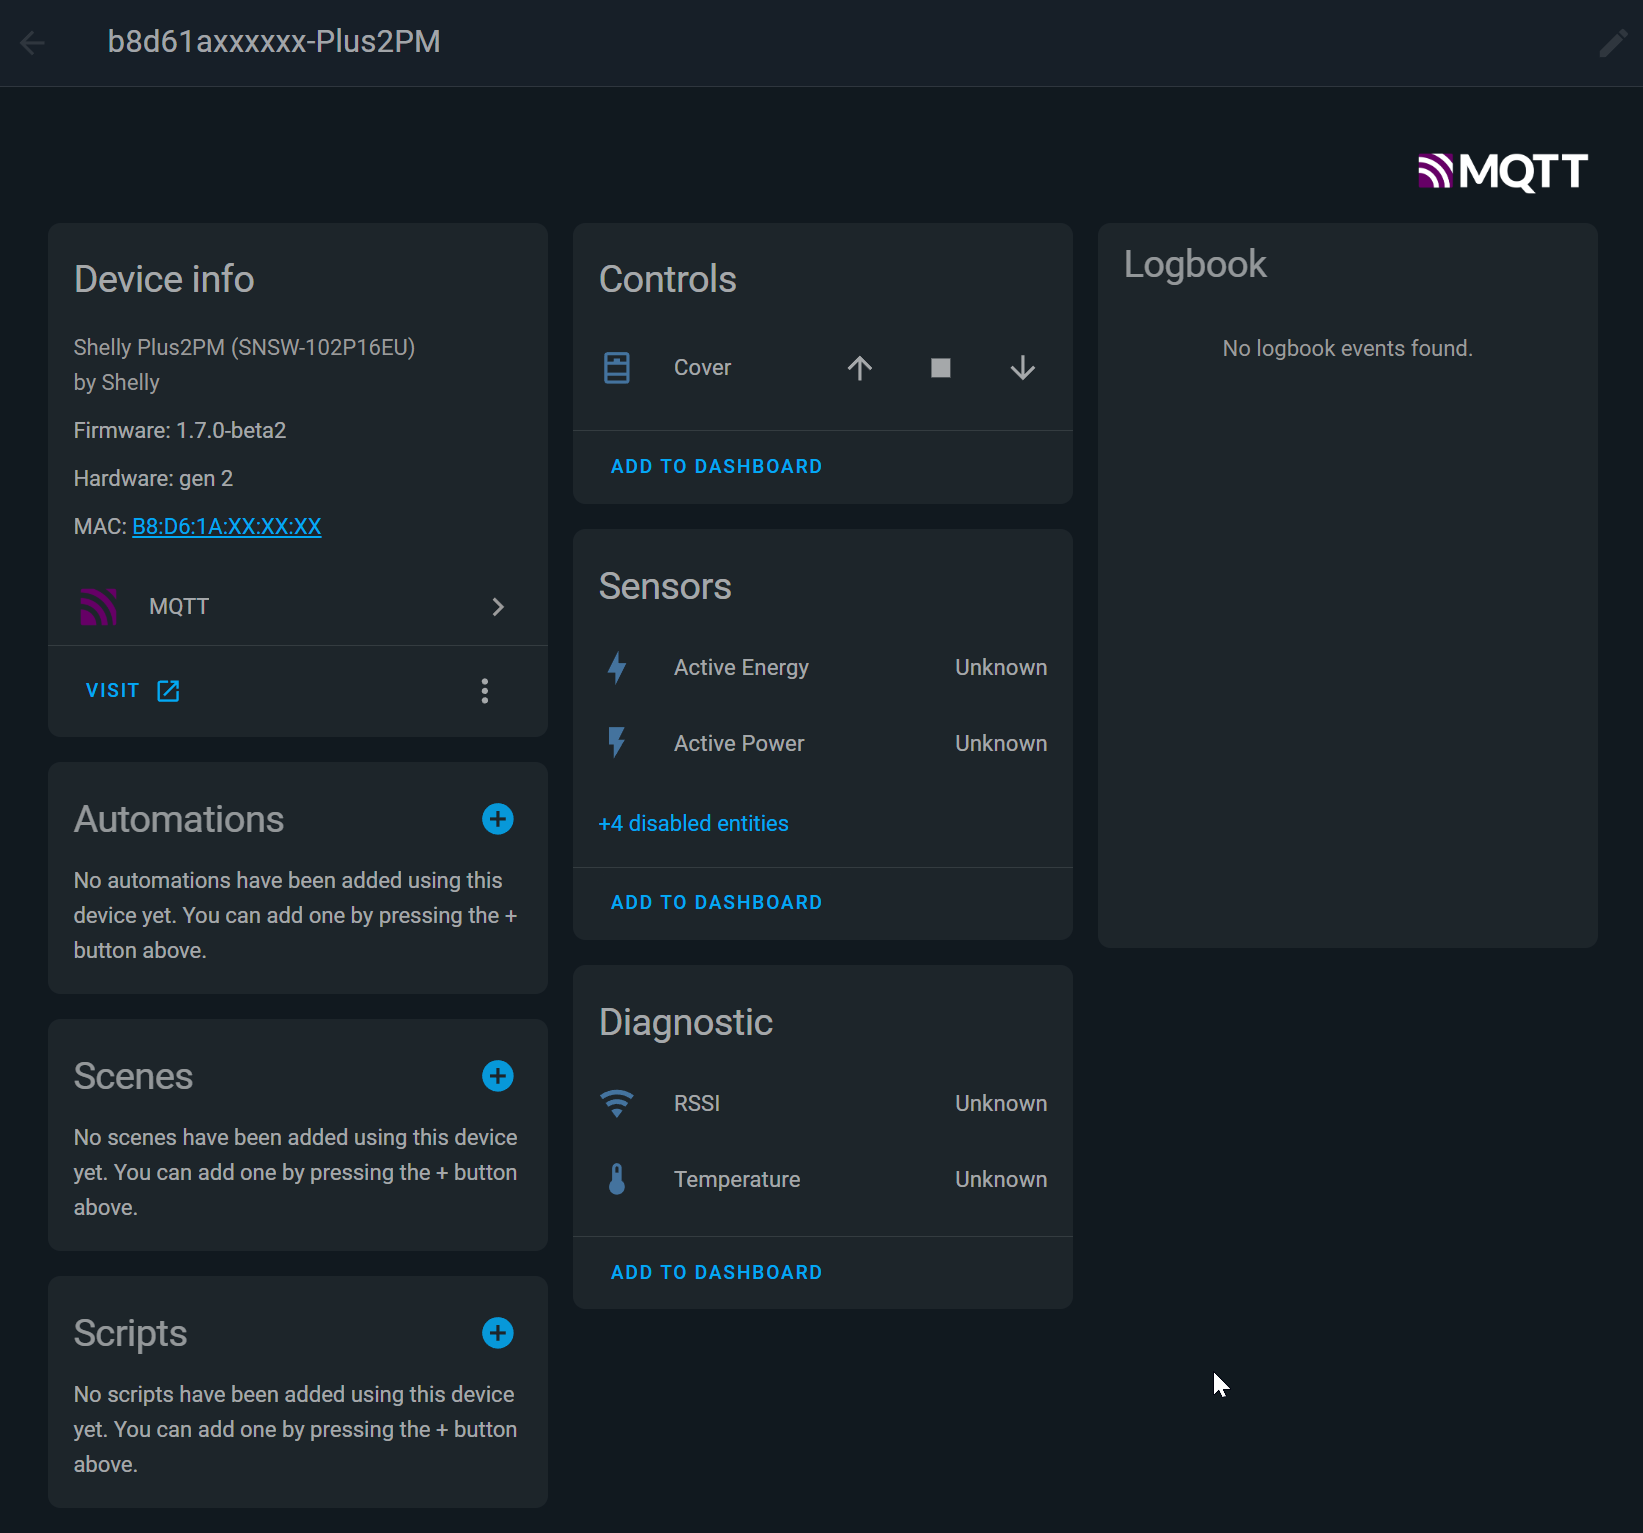 b8d61axxxxxx-Plus2PM
MQTT
Device info
Shelly Plus2PM (SNSW-102P16EU)
by Shelly
Firmware: 1.7.0-beta2
Hardware: gen 2
MAC: B8:D6:1A:XX:XX:XX
MQTT
VISIT
Automations
No automations have been added using this
device yet. You can add one by pressing the +
button above.
Scenes
No scenes have been added using this device
yet. You can add one by pressing the + button
above.
Scripts
No scripts have been added using this device
yet. You can add one by pressing the + button
above.
Controls
Cover
ADD TO DASHBOARD
Sensors
Active Energy Unknown
Active Power Unknown
+4 disabled entities
ADD TO DASHBOARD
Diagnostic
RSSI Unknown
Temperature Unknown
ADD TO DASHBOARD
Logbook
No logbook events found.